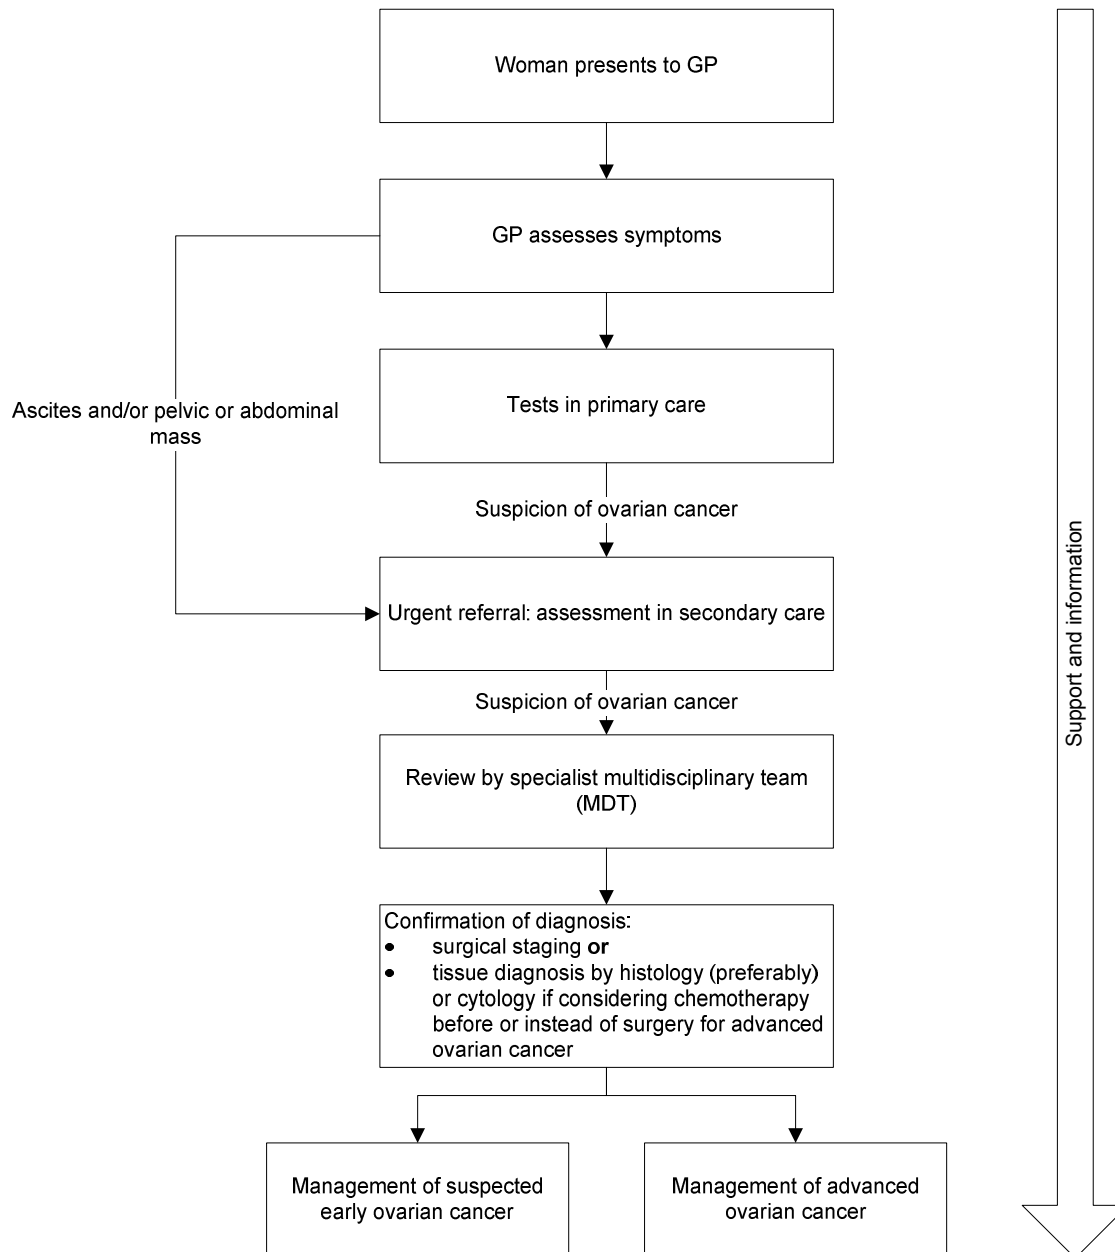 Woman presents to GP
GP assesses symptoms
Tests in primary care
Ascites and/or pelvic or abdominal
mass
Suspicion of ovarian cancer
Urgent referral: assessment in secondary care
Suspicion of ovarian cancer
Review by specialist multidisciplinary team
(MDT)
Confirmation of diagnosis:
• surgical staging or
• tissue diagnosis by histology (preferably)
or cytology if considering chemotherapy
before or instead of surgery for advanced
ovarian cancer
Management of suspected
early ovarian cancer
Management of advanced
ovarian cancer
Support and information